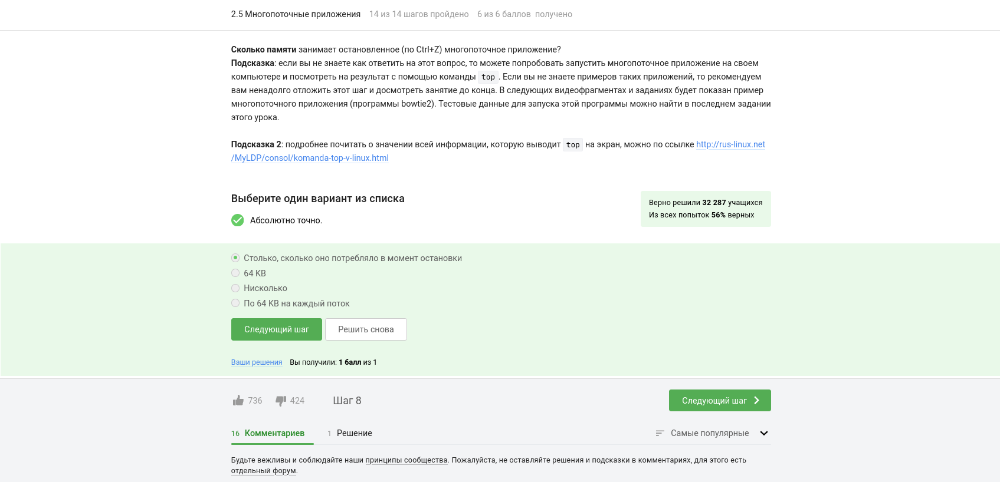 2.5 Многопоточные приложения 14 из 14 шагов пройдено 6 из 6 баллов получено
Сколько памяти занимает остановленное (по Ctrl+Z) многопоточное приложение?
Подсказка: если вы не знаете как ответить на этот вопрос, то можете попробовать запустить многопоточное приложение на своем
компьютере и посмотреть на результат с помощью команды top. Если вы не знаете примеров таких приложений, то рекомендуем
вам ненадолго отложить этот шаг и досмотреть занятие до конца. В следующих видеофрагментах и заданиях будет показан пример
многопоточного приложения (программы bowtie2). Тестовые данные для запуска этой программы можно найти в последнем задании
этого урока.
Подсказка 2: подробнее почитать о значении всей информации, которую выводит top на экран, можно по ссылке http://rus-linux.net
/MyLDP/consol/komanda-top-v-linux.html
Выберите один вариант из списка
Верно решили 32 287 учащихся
Из всех попыток 56% верных
Абсолютно точно.
Столько, сколько оно потребляло в момент остановки
64 KB
Нисколько
По 64 KB на каждый поток
Следующий шаг Решить снова
Ваши решения Вы получили: 1 балл из 1
736 424 Шаг 8 Следующий шаг
16 Комментариев 1 Решение Самые популярные
Будьте вежливы и соблюдайте наши принципы сообщества. Пожалуйста, не оставляйте решения и подсказки в комментариях, для этого есть
отдельный форум.